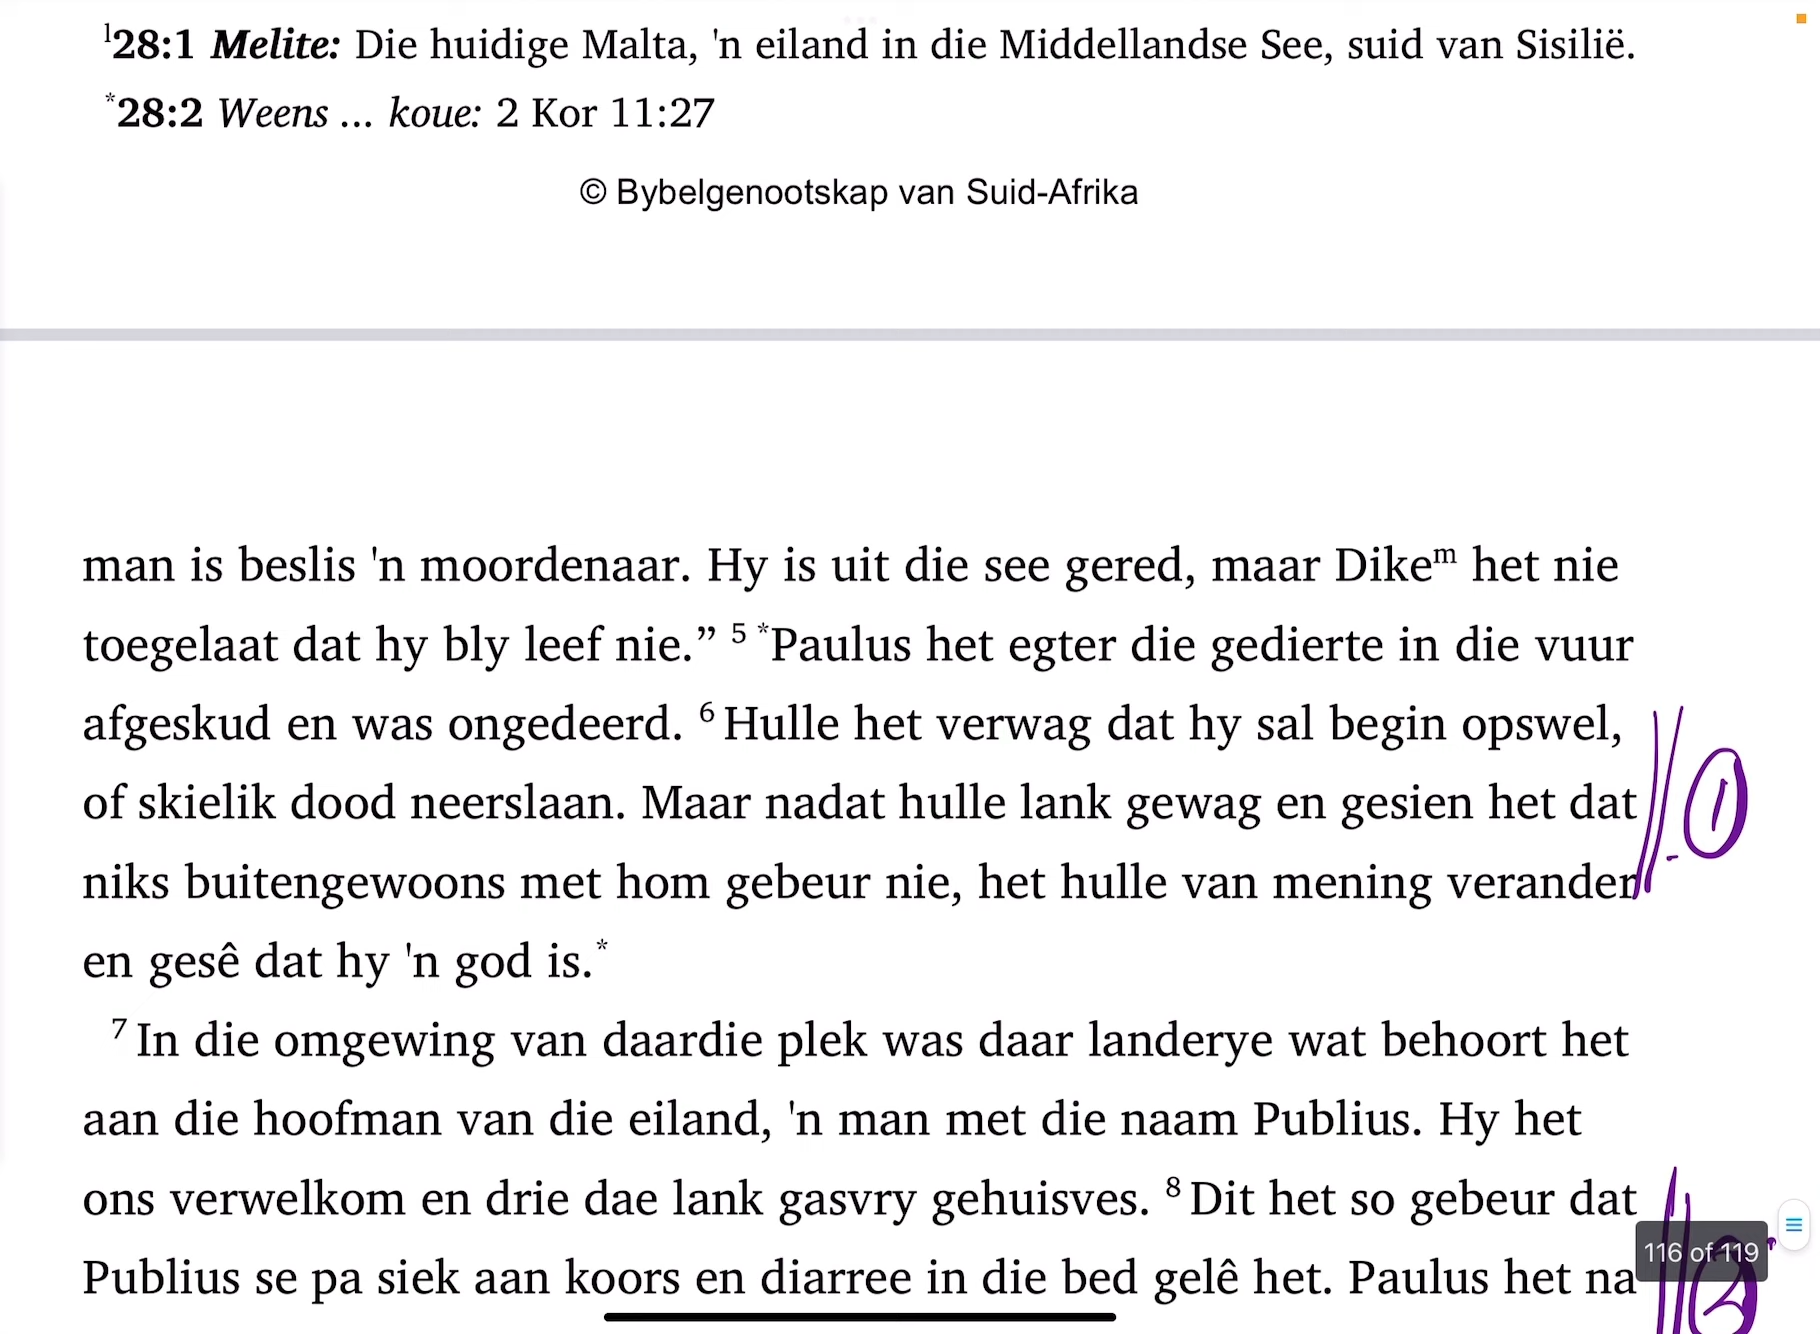 l28:1 Melite: Die huidige Malta, 'n eiland in die Middellandse See, suid van Sisilië.
*28:2 Weens ... koue: 2 Kor 11:27
© Bybelgenootskap van Suid-Afrika
man is beslis 'n moordenaar. Hy is uit die see gered, maar Dikem het nie
toegelaat dat hy bly leef nie.” 5 *Paulus het egter die gedierte in die vuur
afgeskud en was ongedeerd. 6 Hulle het verwag dat hy sal begin opswel,
of skielik dood neerslaan. Maar nadat hulle lank gewag en gesien het dat
niks buitengewoons met hom gebeur nie, het hulle van mening verander
en gesê dat hy 'n god is.*
1
7 In die omgewing van daardie plek was daar landerye wat behoort het
aan die hoofman van die eiland, 'n man met die naam Publius. Hy het
ons verwelkom en drie dae lank gasvry gehuisves. 8 Dit het so gebeur dat
Publius se pa siek aan koors en diarree in die bed gelê het. Paulus het na
116 of 119
2